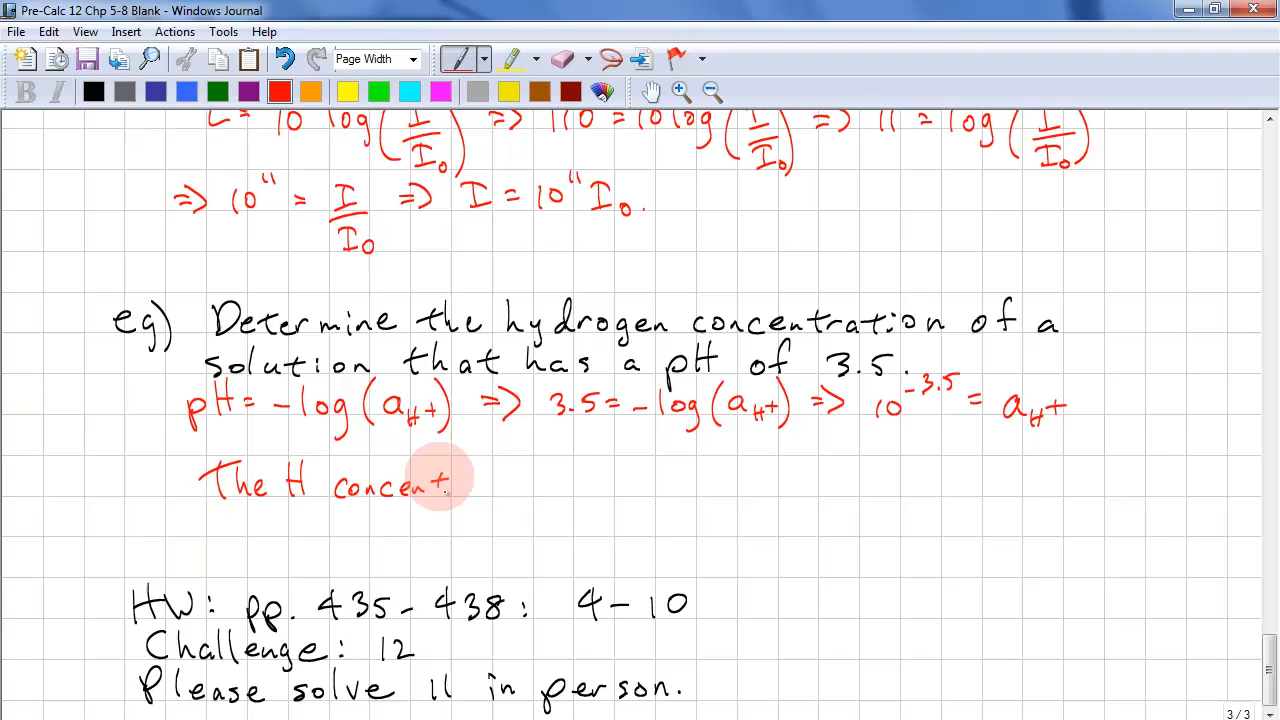 Pre-Calc 12 Chp 5-8 Blank - Windows Journal
File Edit View Insert Actions Tools Help
Page Width
B I
L = 10 log(I/I₀) => 110 = 10 log(I/I₀) => 11 = log(I/I₀)
=> 10¹¹ = I/I₀ => I = 10¹¹ I₀.
eg) Determine the hydrogen concentration of a
solution that has a pH of 3.5.
pH = -log(a_H+) => 3.5 = -log(a_H+) => 10^-3.5 = a_H+
The H concent
HW: pp. 435-438: 4-10
Challenge: 12
Please solve 11 in person.
3/3